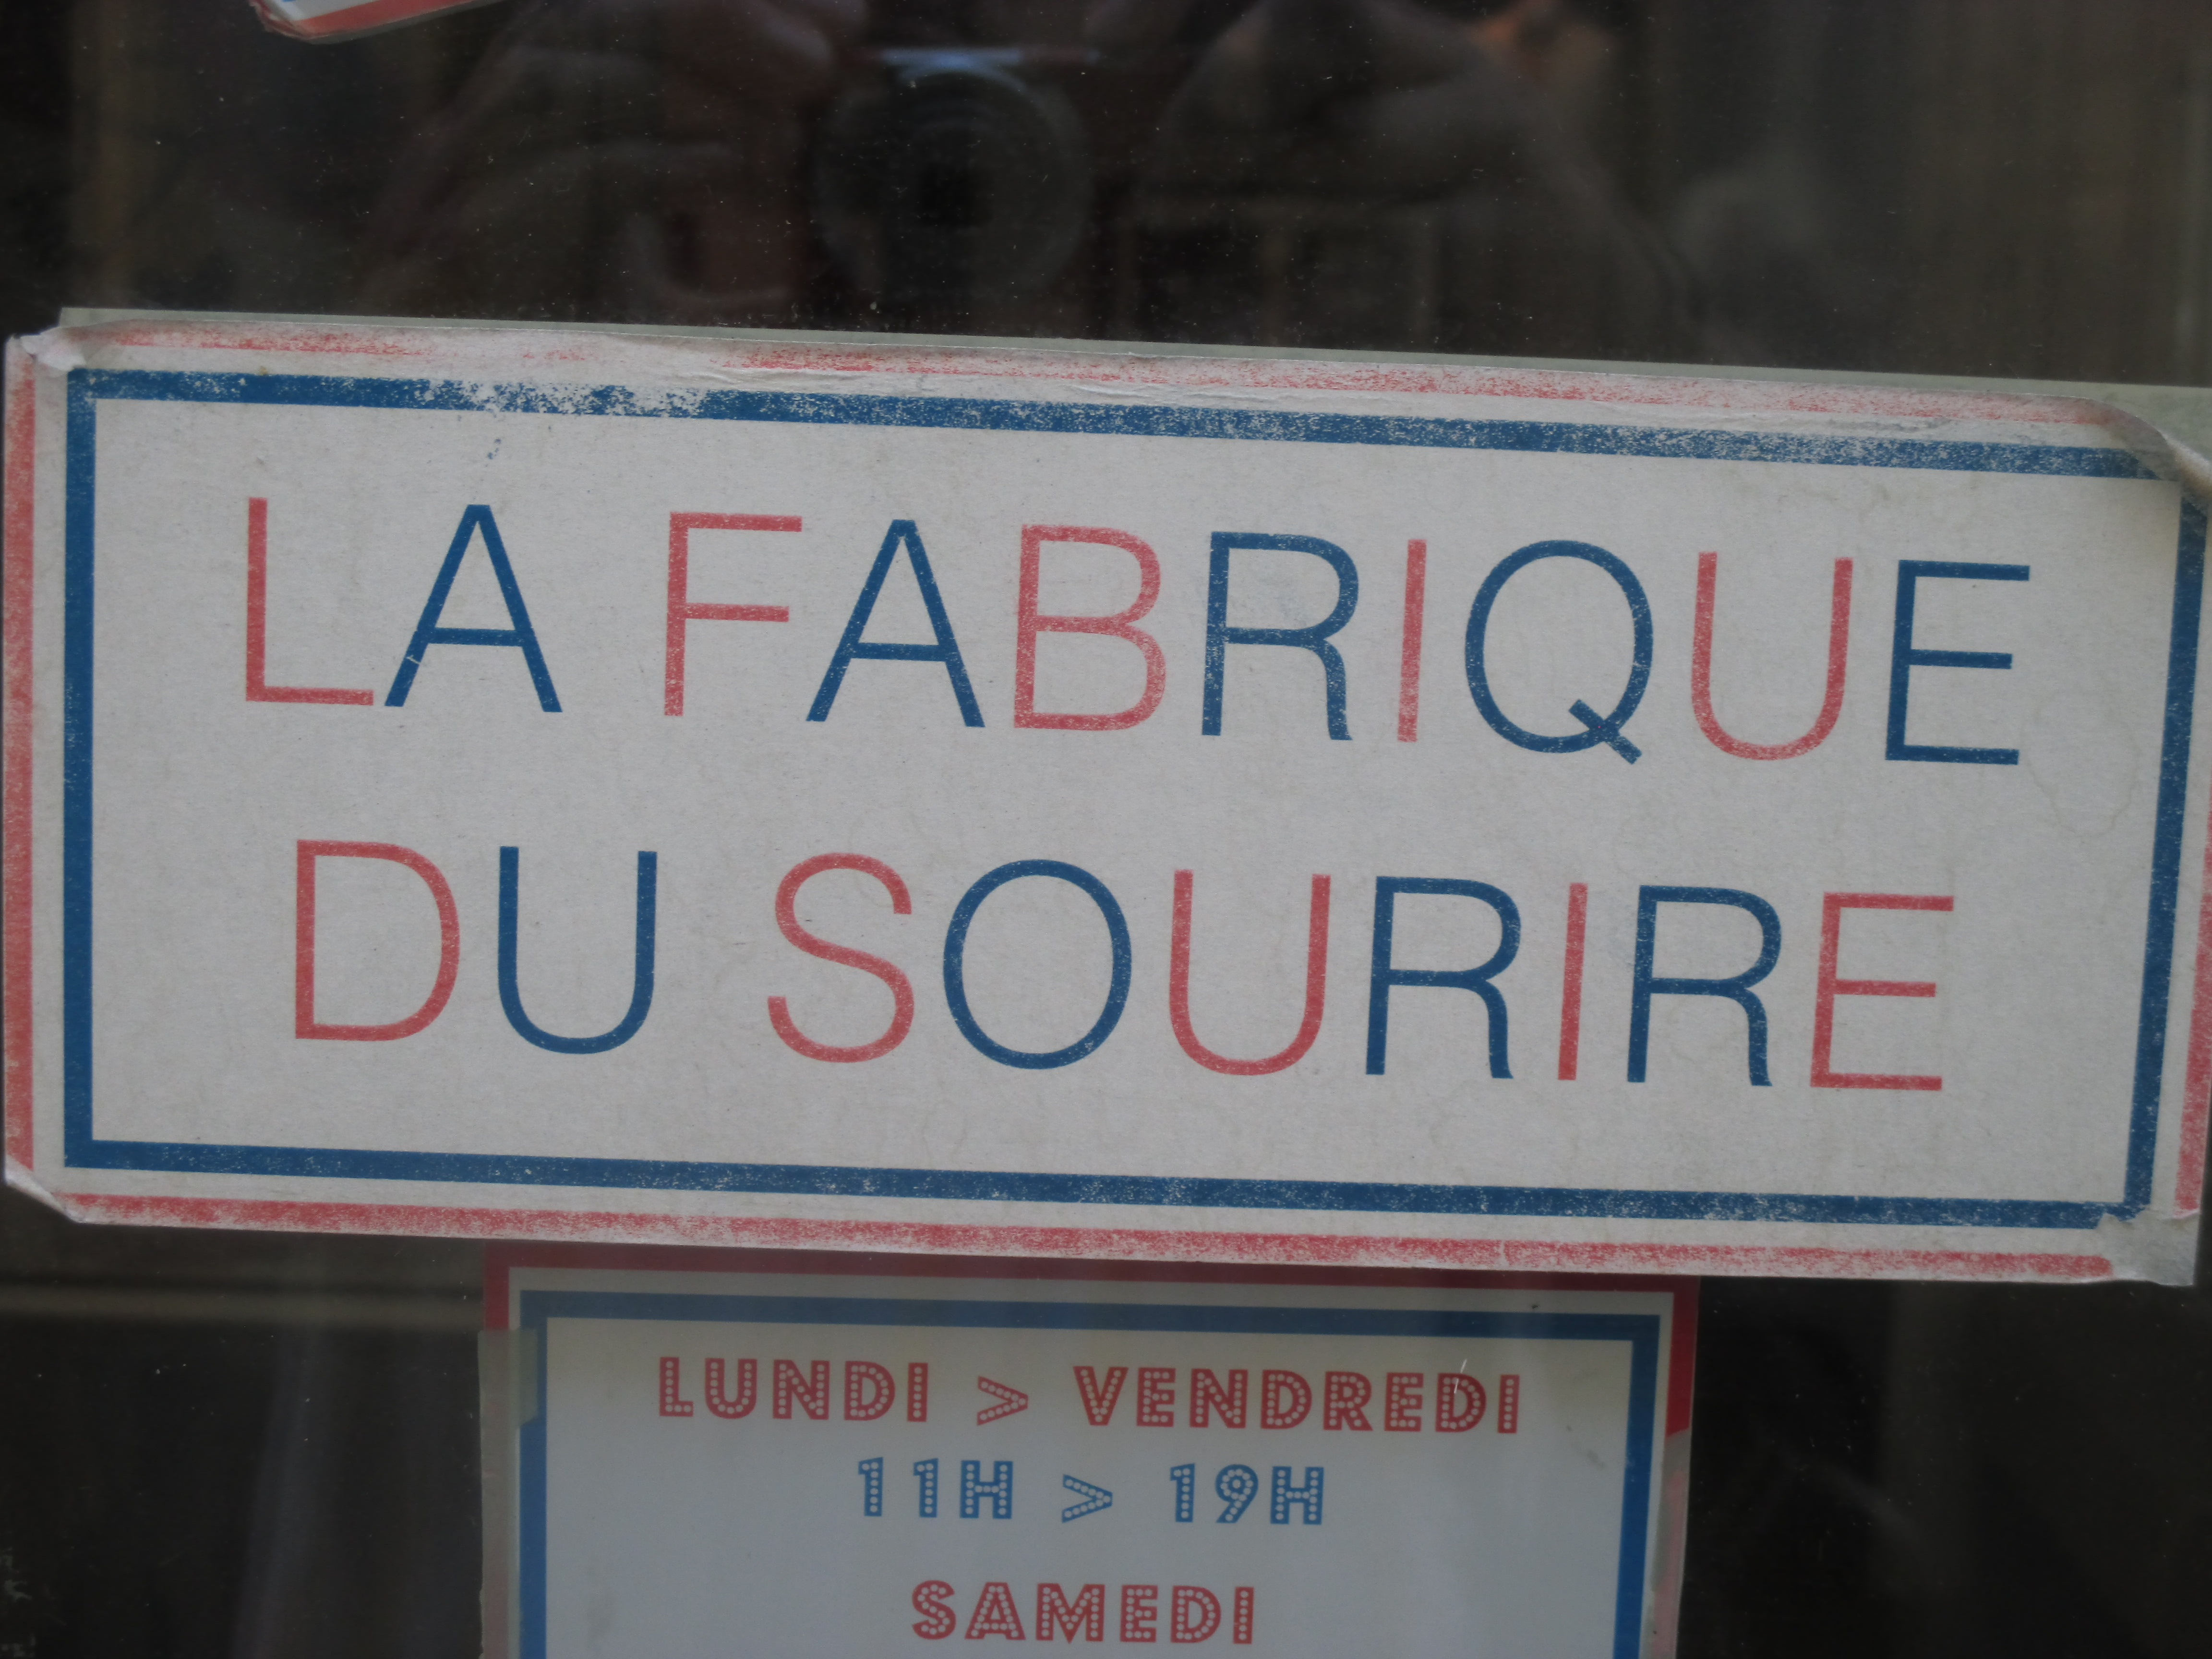 LA FABRIQUE
DU SOURIRE
LUNDI > VENDREDI
11H > 19H
SAMEDI